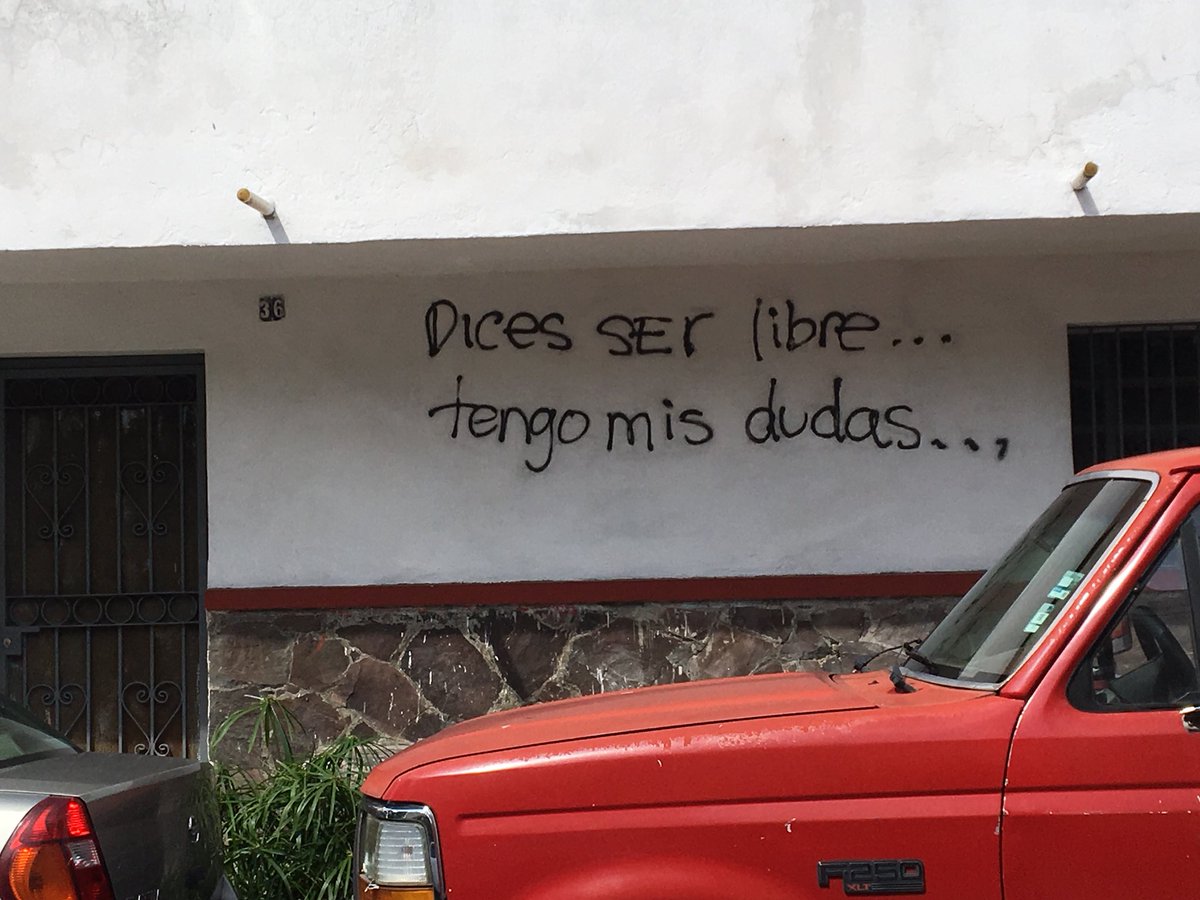 36
Dices ser libre...
tengo mis dudas..,
F250
XLT